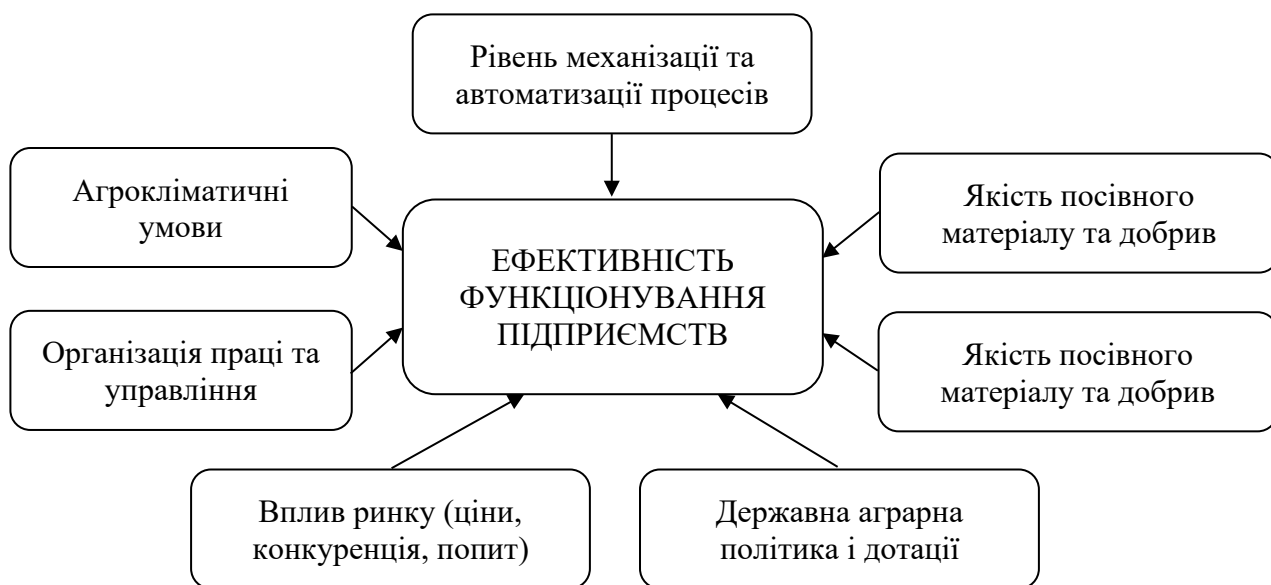 Рівень механізації та
автоматизації процесів
Агрокліматичні
умови
Якість посівного
матеріалу та добрив
ЕФЕКТИВНІСТЬ
ФУНКЦІОНУВАННЯ
ПІДПРИЄМСТВ
Організація праці та
управління
Якість посівного
матеріалу та добрив
Вплив ринку (ціни,
конкуренція, попит)
Державна аграрна
політика і дотації